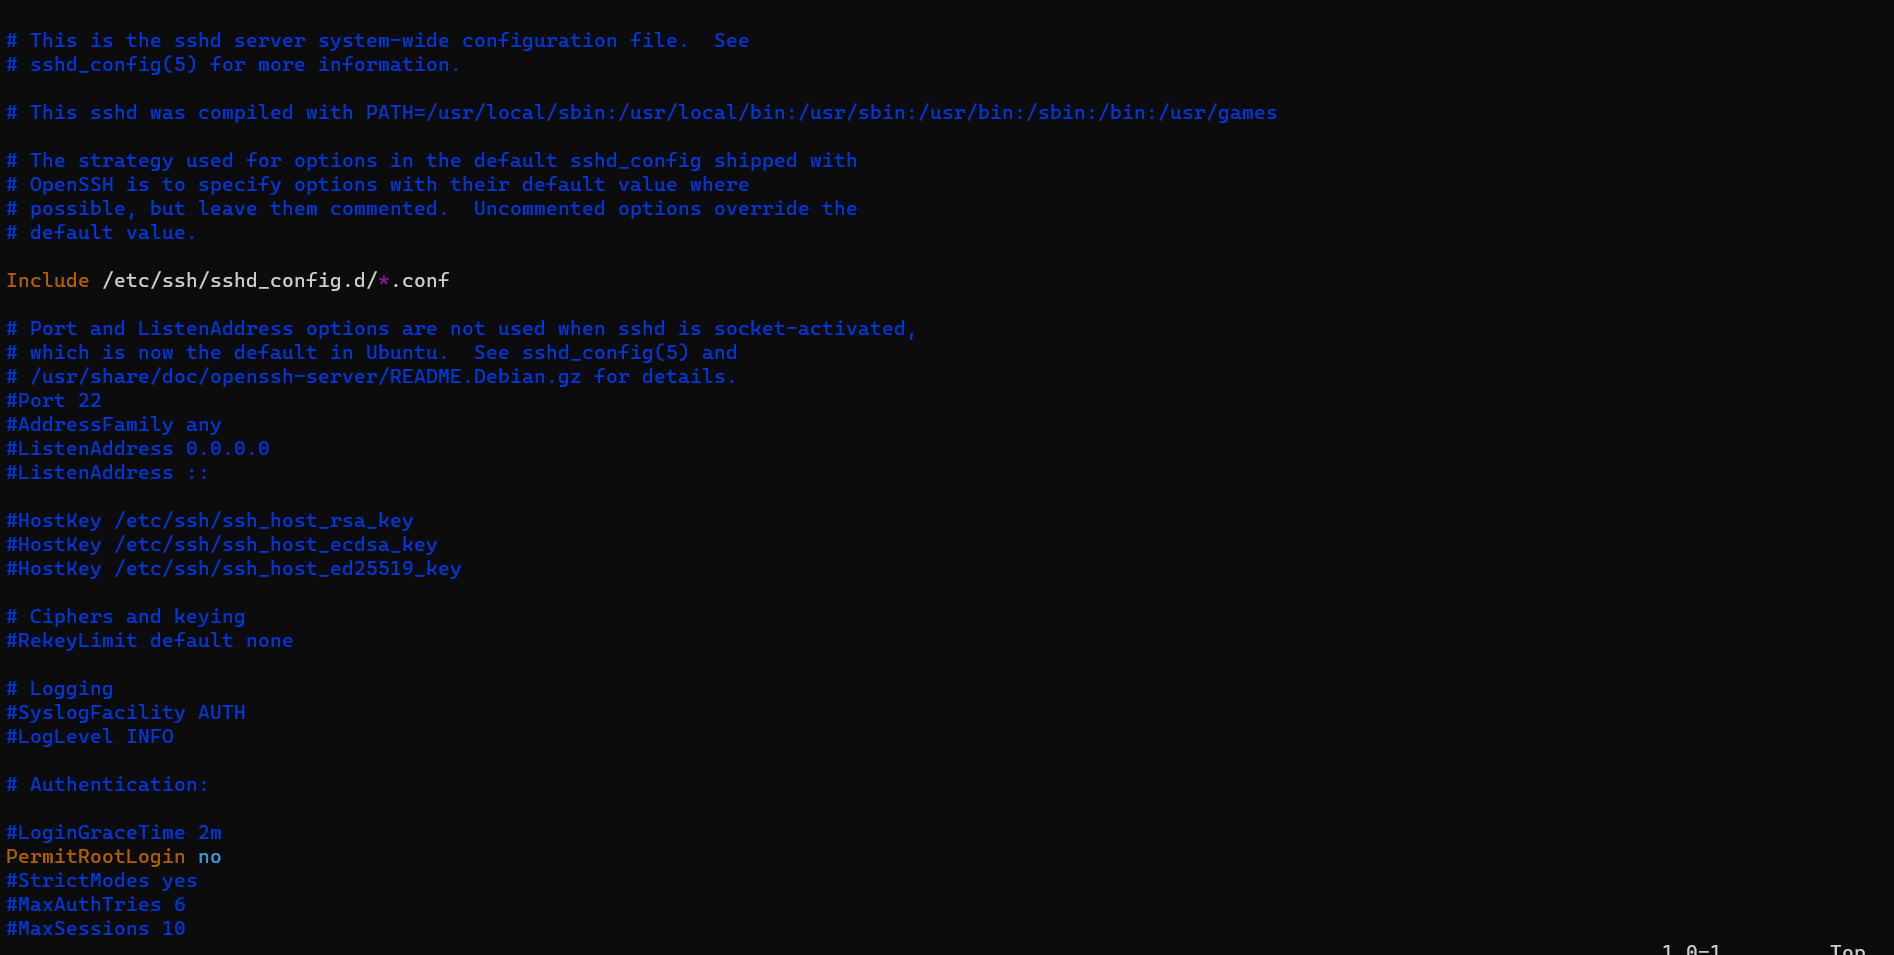 # This is the sshd server system-wide configuration file.  See
# sshd_config(5) for more information.
# This sshd was compiled with PATH=/usr/local/sbin:/usr/local/bin:/usr/sbin:/usr/bin:/sbin:/bin:/usr/games
# The strategy used for options in the default sshd_config shipped with
# OpenSSH is to specify options with their default value where
# possible, but leave them commented.  Uncommented options override the
# default value.
Include /etc/ssh/sshd_config.d/*.conf
# Port and ListenAddress options are not used when sshd is socket-activated,
# which is now the default in Ubuntu.  See sshd_config(5) and
# /usr/share/doc/openssh-server/README.Debian.gz for details.
#Port 22
#AddressFamily any
#ListenAddress 0.0.0.0
#ListenAddress ::
#HostKey /etc/ssh/ssh_host_rsa_key
#HostKey /etc/ssh/ssh_host_ecdsa_key
#HostKey /etc/ssh/ssh_host_ed25519_key
# Ciphers and keying
#RekeyLimit default none
# Logging
#SyslogFacility AUTH
#LogLevel INFO
# Authentication:
#LoginGraceTime 2m
PermitRootLogin no
#StrictModes yes
#MaxAuthTries 6
#MaxSessions 10
1,0-1 Top